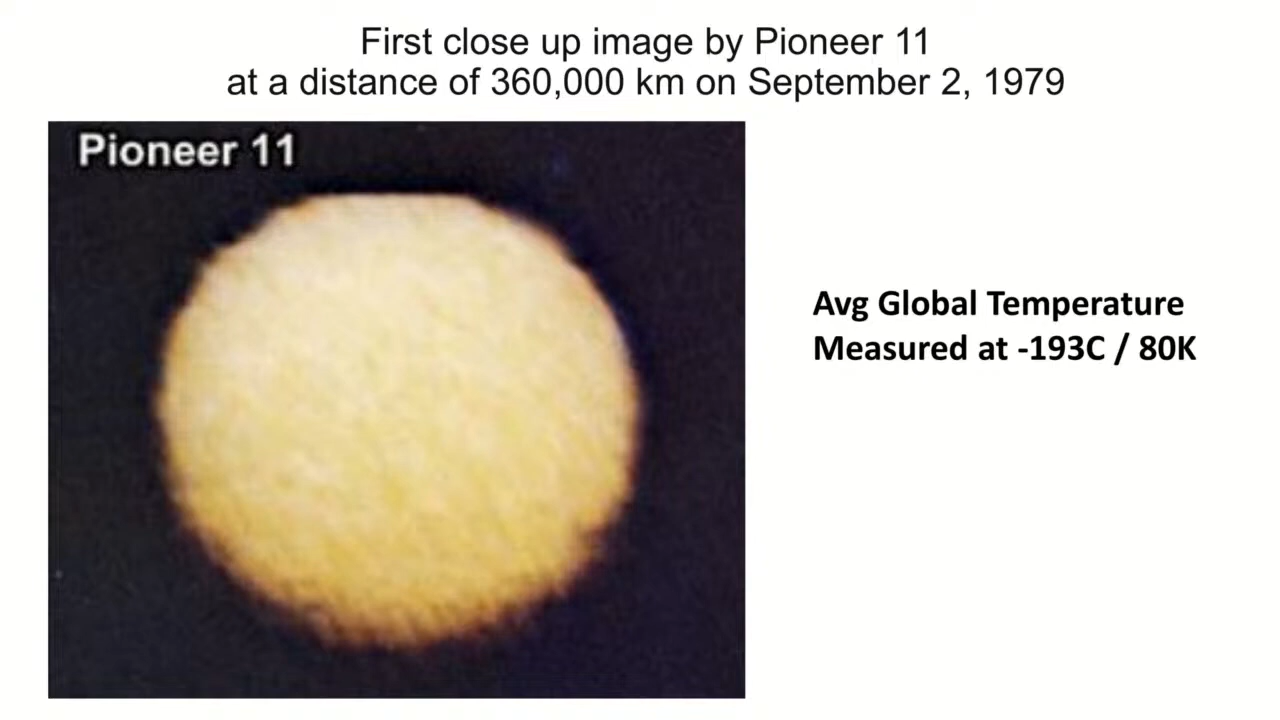 First close up image by Pioneer 11
at a distance of 360,000 km on September 2, 1979
Pioneer 11
Avg Global Temperature
Measured at -193C / 80K